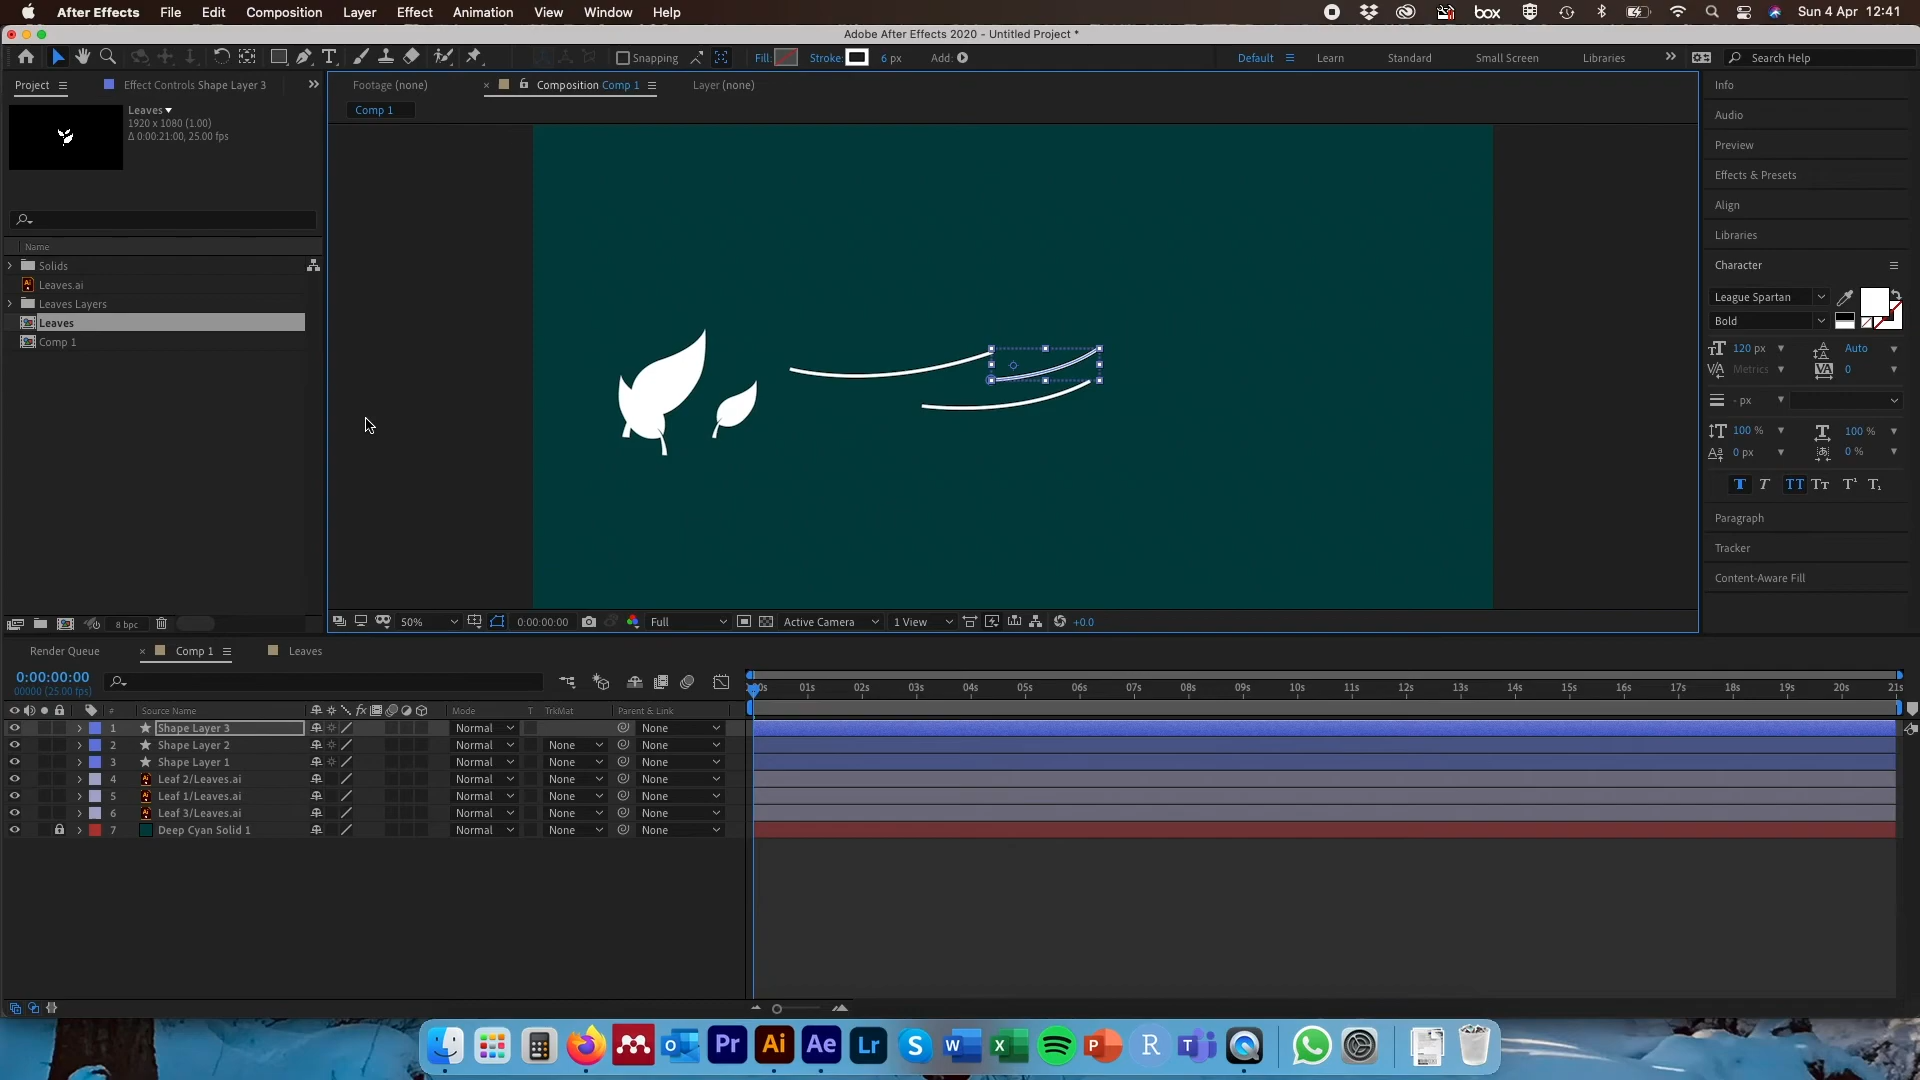 After Effects File Edit Composition Layer Effect Animation View Window Help box Sun 4 Apr 12:41
Adobe After Effects 2020 - Untitled Project *
Snapping Fill: Stroke: 6 px Add: Default Learn Standard Small Screen Libraries Search Help
Project Effect Controls Shape Layer 3 Footage (none) Composition Comp 1 Layer (none) Info
Leaves
1920 x 1080 (1.00)
Δ 0:00:21:00, 25.00 fps
Comp 1
Audio
Preview
Effects & Presets
Align
Libraries
Name
Solids
Leaves.ai
Leaves Layers
Leaves
Comp 1
Character
League Spartan
Bold
120 px Auto
Metrics 0
- px
100 % 100 %
0 px 0 %
T T TT Tт T¹ T₁
Paragraph
Tracker
Content-Aware Fill
8 bpc 50% 0:00:00:00 Full Active Camera 1 View +0.0
Render Queue Comp 1 Leaves
0:00:00:00
00000 (25.00 fps)
00s 01s 02s 03s 04s 05s 06s 07s 08s 09s 10s 11s 12s 13s 14s 15s 16s 17s 18s 19s 20s 21s
# Source Name fx Mode T TrkMat Parent & Link
1 Shape Layer 3 Normal None
2 Shape Layer 2 Normal None None
3 Shape Layer 1 Normal None None
4 Leaf 2/Leaves.ai Normal None None
5 Leaf 1/Leaves.ai Normal None None
6 Leaf 3/Leaves.ai Normal None None
7 Deep Cyan Solid 1 Normal None None
Pr Ai Ae Lr S W X P R T